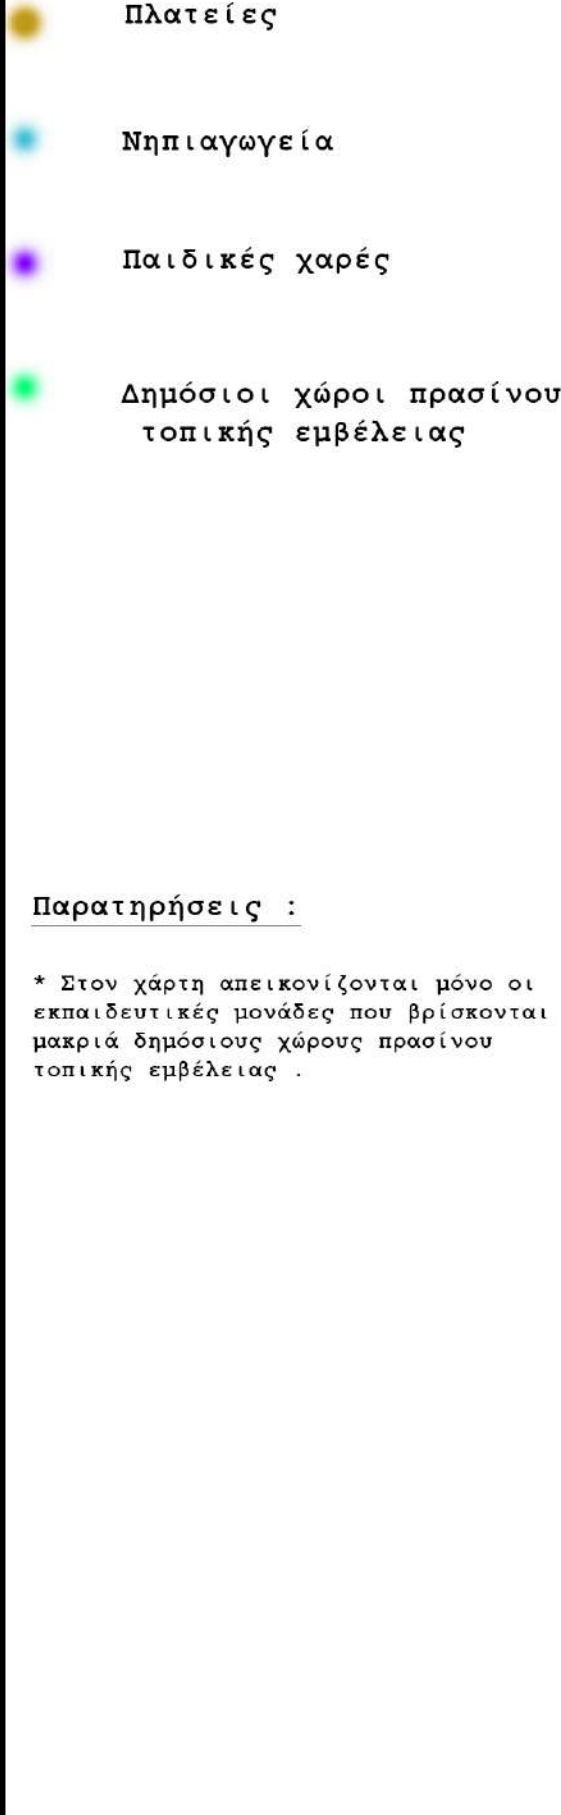 Πλατείες
Νηπιαγωγεία
Παιδικές χαρές
Δημόσιοι χώροι πρασίνου
τοπικής εμβέλειας
Παρατηρήσεις :
* Στον χάρτη απεικονίζονται μόνο οι
εκπαιδευτικές μονάδες που βρίσκονται
μακριά δημόσιους χώρους πρασίνου
τοπικής εμβέλειας .